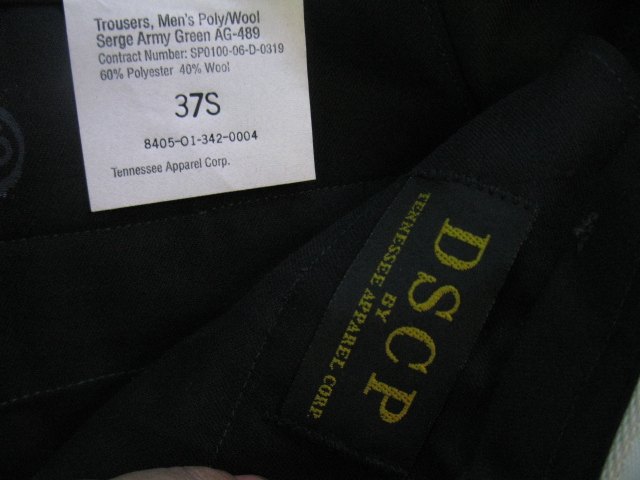 Trousers, Men's Poly/Wool
Serge Army Green AG-489
Contract Number: SP0100-06-D-0319
60% Polyester 40% Wool
37S
8405-01-342-0004
Tennessee Apparel Corp.
DSCP
BY
TENNESSEE APPAREL CORP.